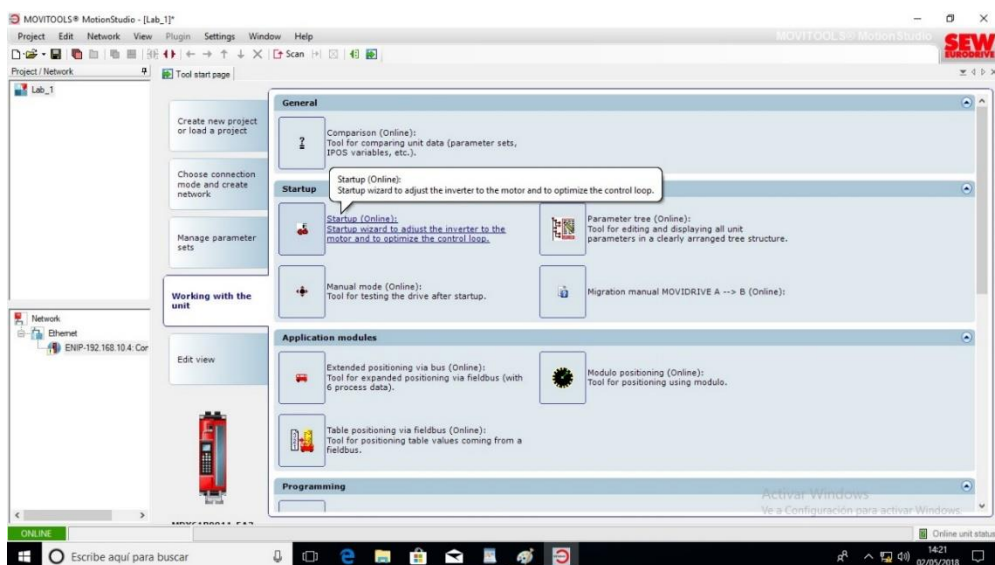 MOVITOOLS® MotionStudio - [Lab_1]*
Project Edit Network View Plugin Settings Window Help
MOVITOOLS® MotionStudio
SEW
EURODRIVE
Scan
Project / Network
Tool start page
Lab_1
Create new project
or load a project
Choose connection
mode and create
network
Manage parameter
sets
Working with the
unit
Edit view
General
Comparison (Online):
Tool for comparing unit data (parameter sets,
IPOS variables, etc.).
Startup (Online):
Startup wizard to adjust the inverter to the motor and to optimize the control loop.
Startup
Startup (Online):
Startup wizard to adjust the inverter to the
motor and to optimize the control loop.
Parameter tree (Online):
Tool for editing and displaying all unit
parameters in a clearly arranged tree structure.
Manual mode (Online):
Tool for testing the drive after startup.
Migration manual MOVIDRIVE A --> B (Online):
Network
Ethernet
ENIP-192.168.10.4: Cor
Application modules
Extended positioning via bus (Online):
Tool for expanded positioning via fieldbus (with
6 process data).
Modulo positioning (Online):
Tool for positioning using modulo.
Table positioning via fieldbus (Online):
Tool for positioning table values coming from a
fieldbus.
Programming
Activar Windows
Ve a Configuración para activar Windows.
ONLINE
Online unit status
Escribe aquí para buscar
14:21
02/05/2018